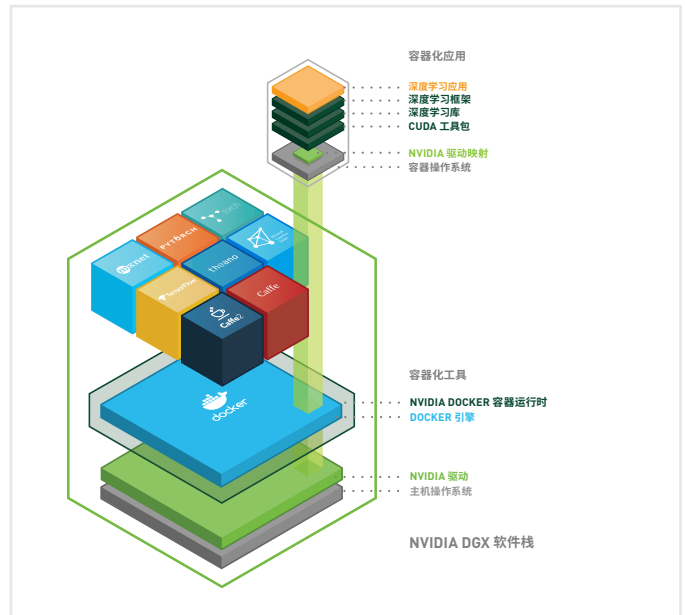 容器化应用
深度学习应用
深度学习框架
深度学习库
CUDA 工具包
NVIDIA 驱动映射
容器操作系统
torch
PYTORCH
mxnet
theano
TensorFlow
Caffe
Caffe2
docker
容器化工具
NVIDIA DOCKER 容器运行时
DOCKER 引擎
NVIDIA 驱动
主机操作系统
NVIDIA DGX 软件栈